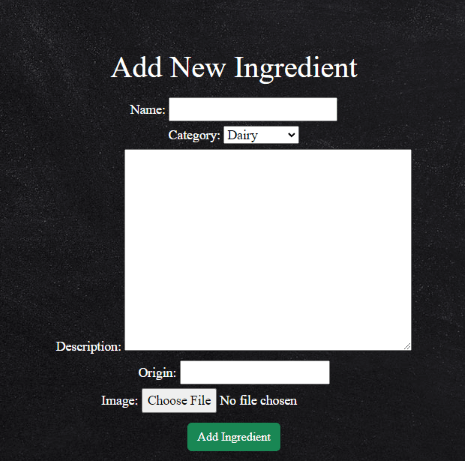 Add New Ingredient
Name:
Category: Dairy
Description:
Origin:
Image: Choose File No file chosen
Add Ingredient